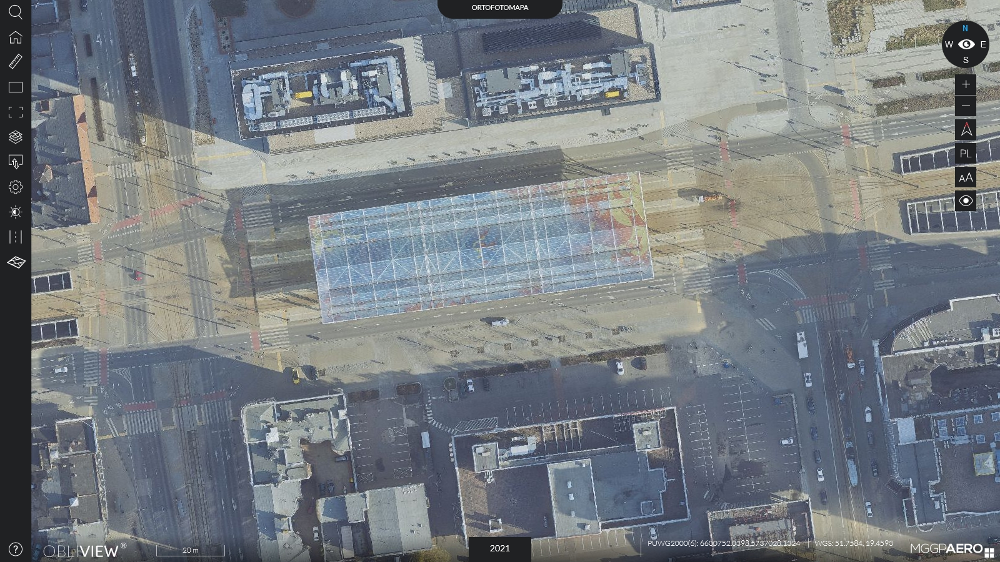 ORTOFOTOMAPA
N
W E
S
+
−
PL
AA
?
OBLIVIEW®
20 m
2021
PUWG2000(6): 6600752.0398,5737028.1324
WGS: 51.7584, 19.4593
MGGPAERO